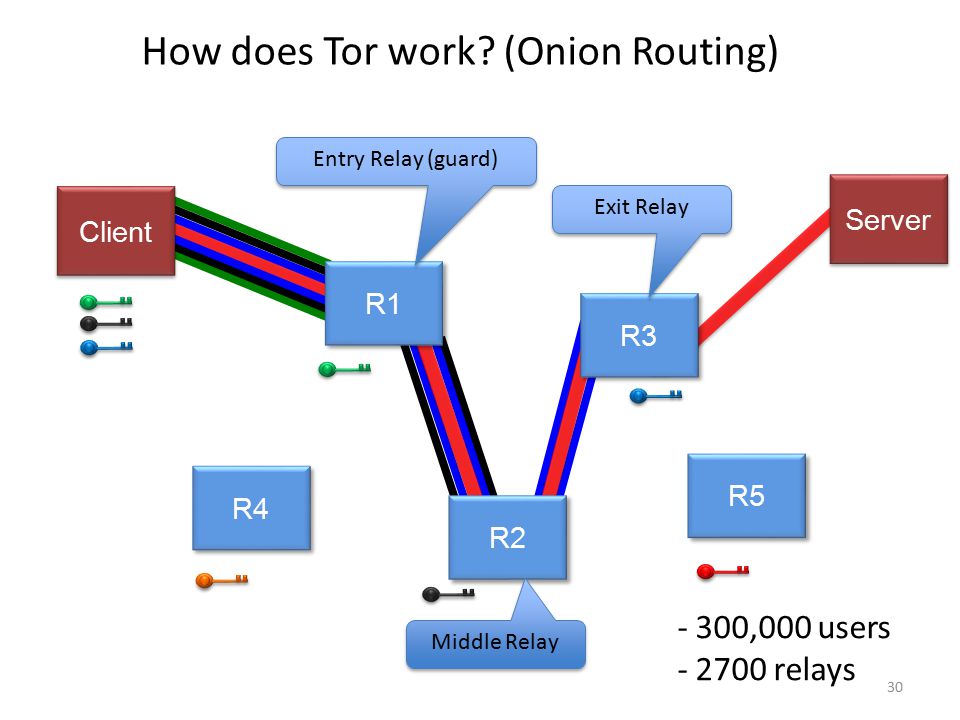 How does Tor work? (Onion Routing)
Entry Relay (guard)
Exit Relay
Client
Server
R1
R3
R4
R5
R2
Middle Relay
- 300,000 users
- 2700 relays
30